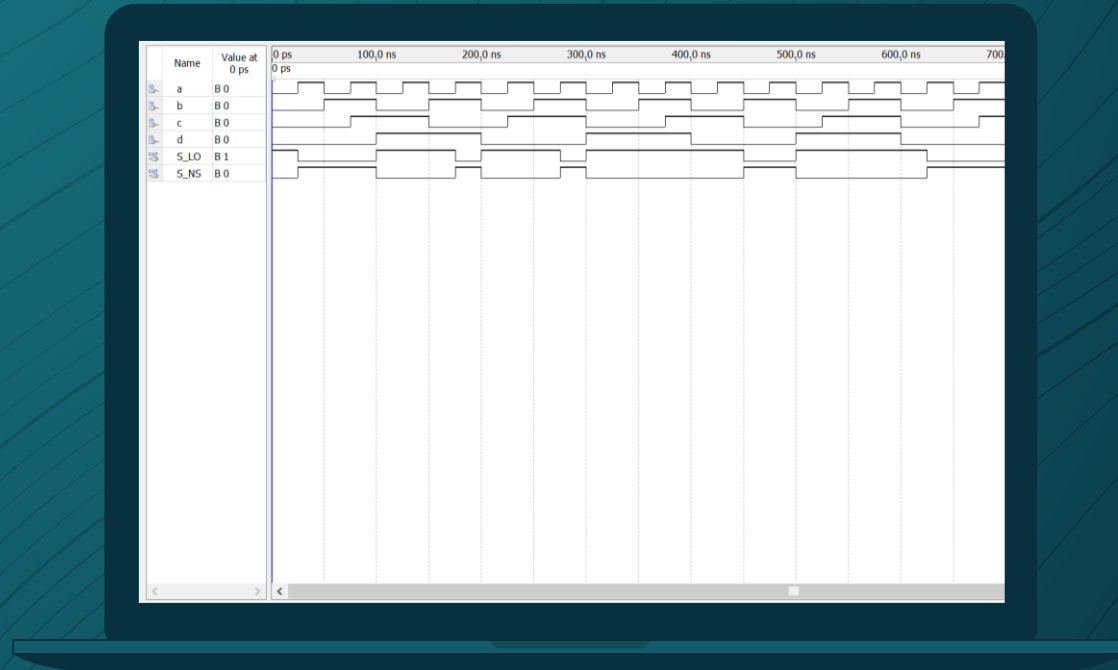 Name Value at 0 ps
0 ps 100,0 ns 200,0 ns 300,0 ns 400,0 ns 500,0 ns 600,0 ns 700,
0 ps
a B 0
b B 0
c B 0
d B 0
S_LO B 1
S_NS B 0